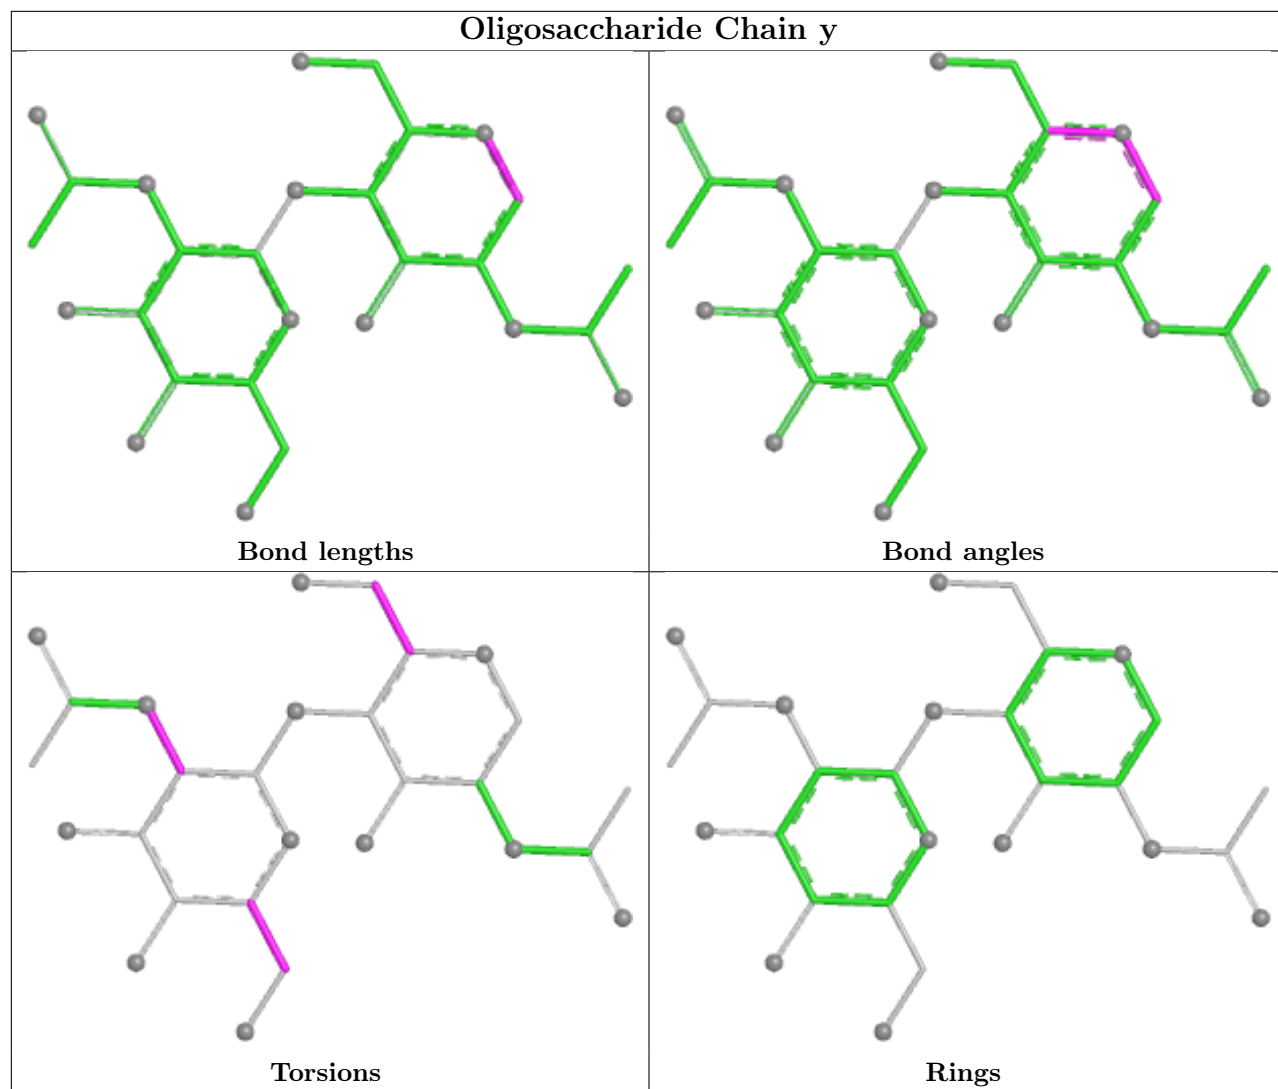 Oligosaccharide Chain y
Bond lengths
Bond angles
Torsions
Rings